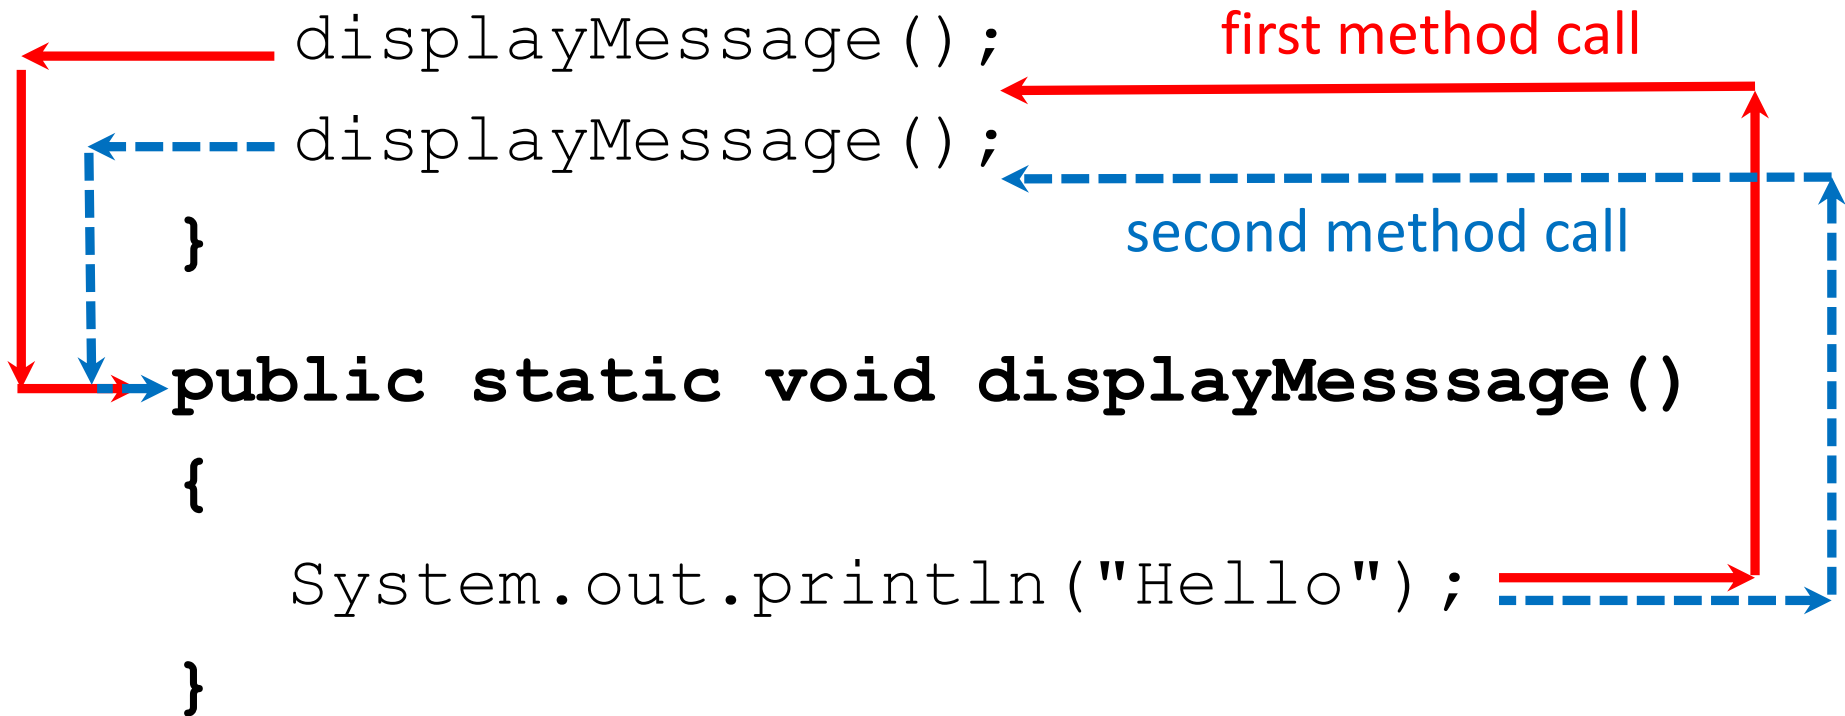 displayMessage();
first method call
displayMessage();
second method call
}
public static void displayMesssage()
{
System.out.println("Hello");
}